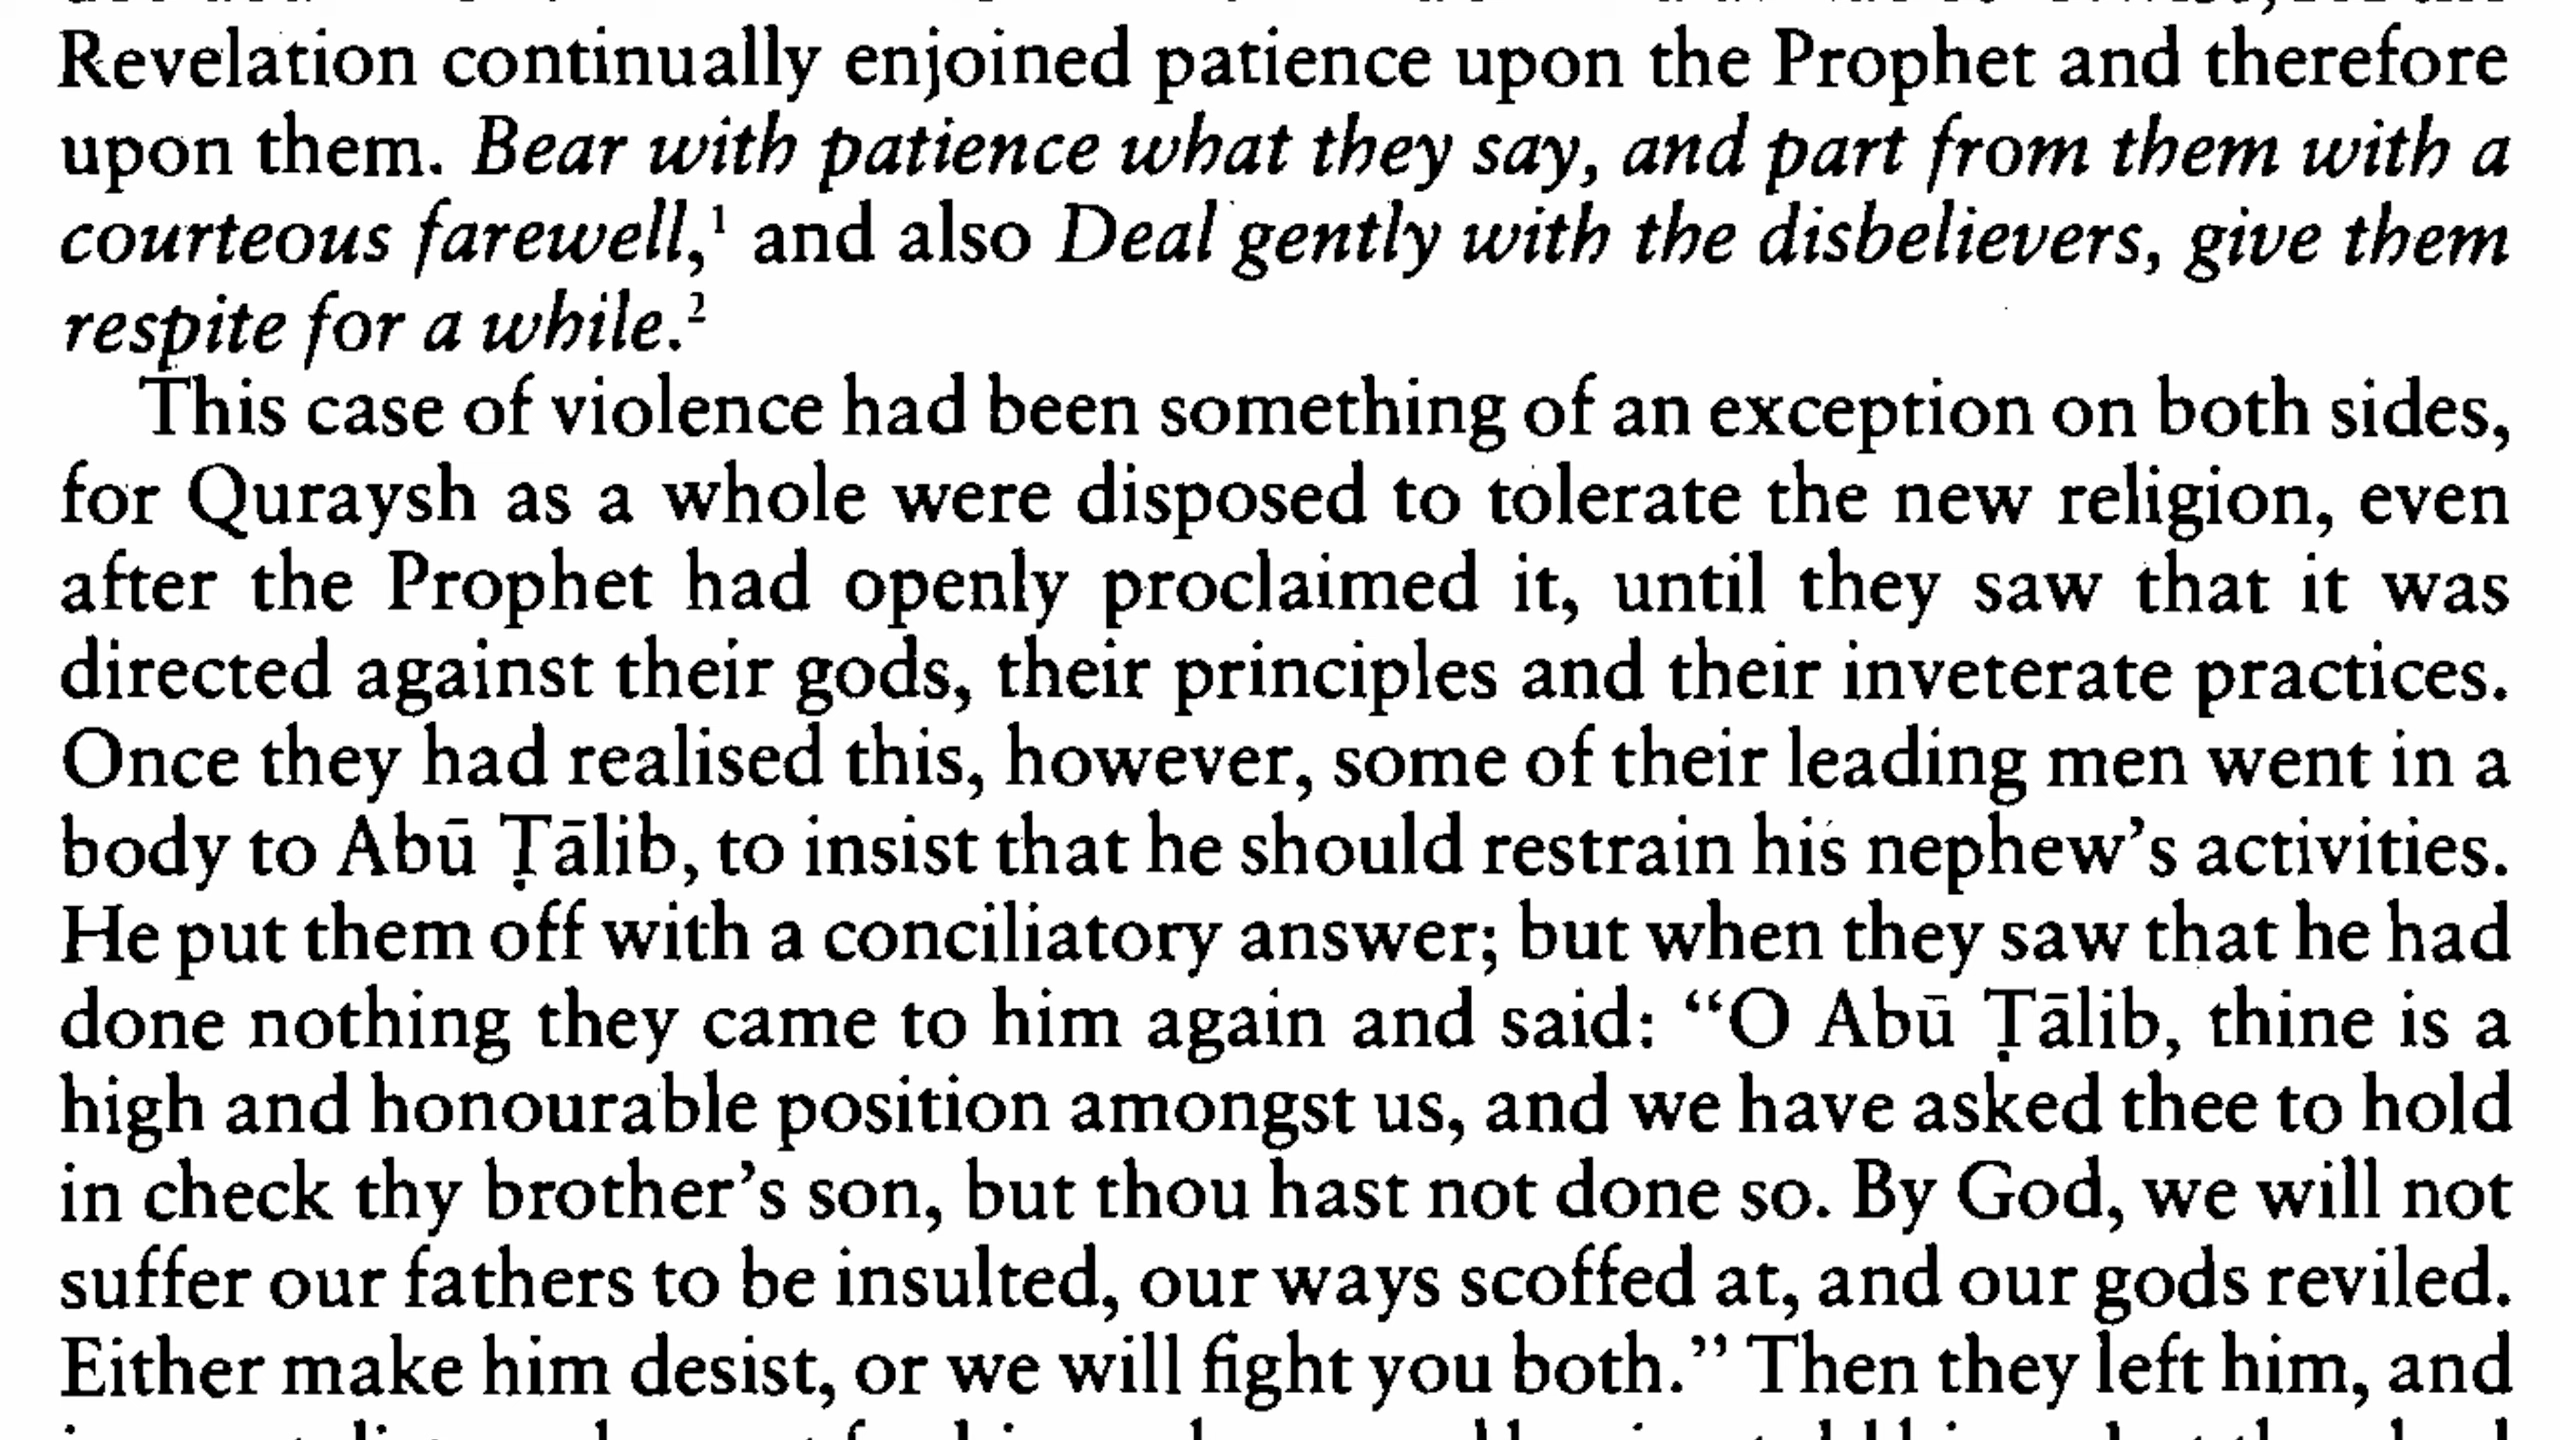 Revelation continually enjoined patience upon the Prophet and therefore
upon them. Bear with patience what they say, and part from them with a
courteous farewell,¹ and also Deal gently with the disbelievers, give them
respite for a while.²
This case of violence had been something of an exception on both sides,
for Quraysh as a whole were disposed to tolerate the new religion, even
after the Prophet had openly proclaimed it, until they saw that it was
directed against their gods, their principles and their inveterate practices.
Once they had realised this, however, some of their leading men went in a
body to Abū Ṭālib, to insist that he should restrain his nephew’s activities.
He put them off with a conciliatory answer; but when they saw that he had
done nothing they came to him again and said: “O Abū Ṭālib, thine is a
high and honourable position amongst us, and we have asked thee to hold
in check thy brother’s son, but thou hast not done so. By God, we will not
suffer our fathers to be insulted, our ways scoffed at, and our gods reviled.
Either make him desist, or we will fight you both.” Then they left him, and